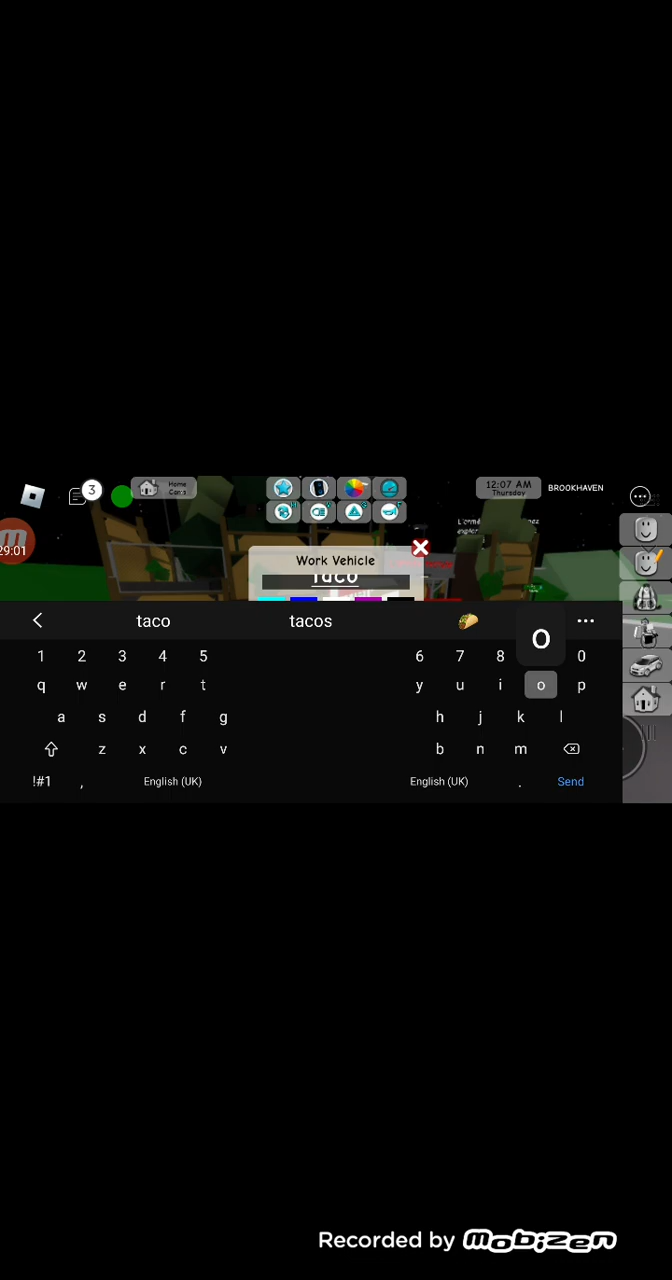 3
Home
12:07 AM
Thursday
BROOKHAVEN
29:01
Work Vehicle
Taco
taco
tacos
1 2 3 4 5 6 7 8 0
o
q w e r t y u i o p
a s d f g h j k l
z x c v b n m
!#1 , English (UK) English (UK) . Send
Recorded by mobizen